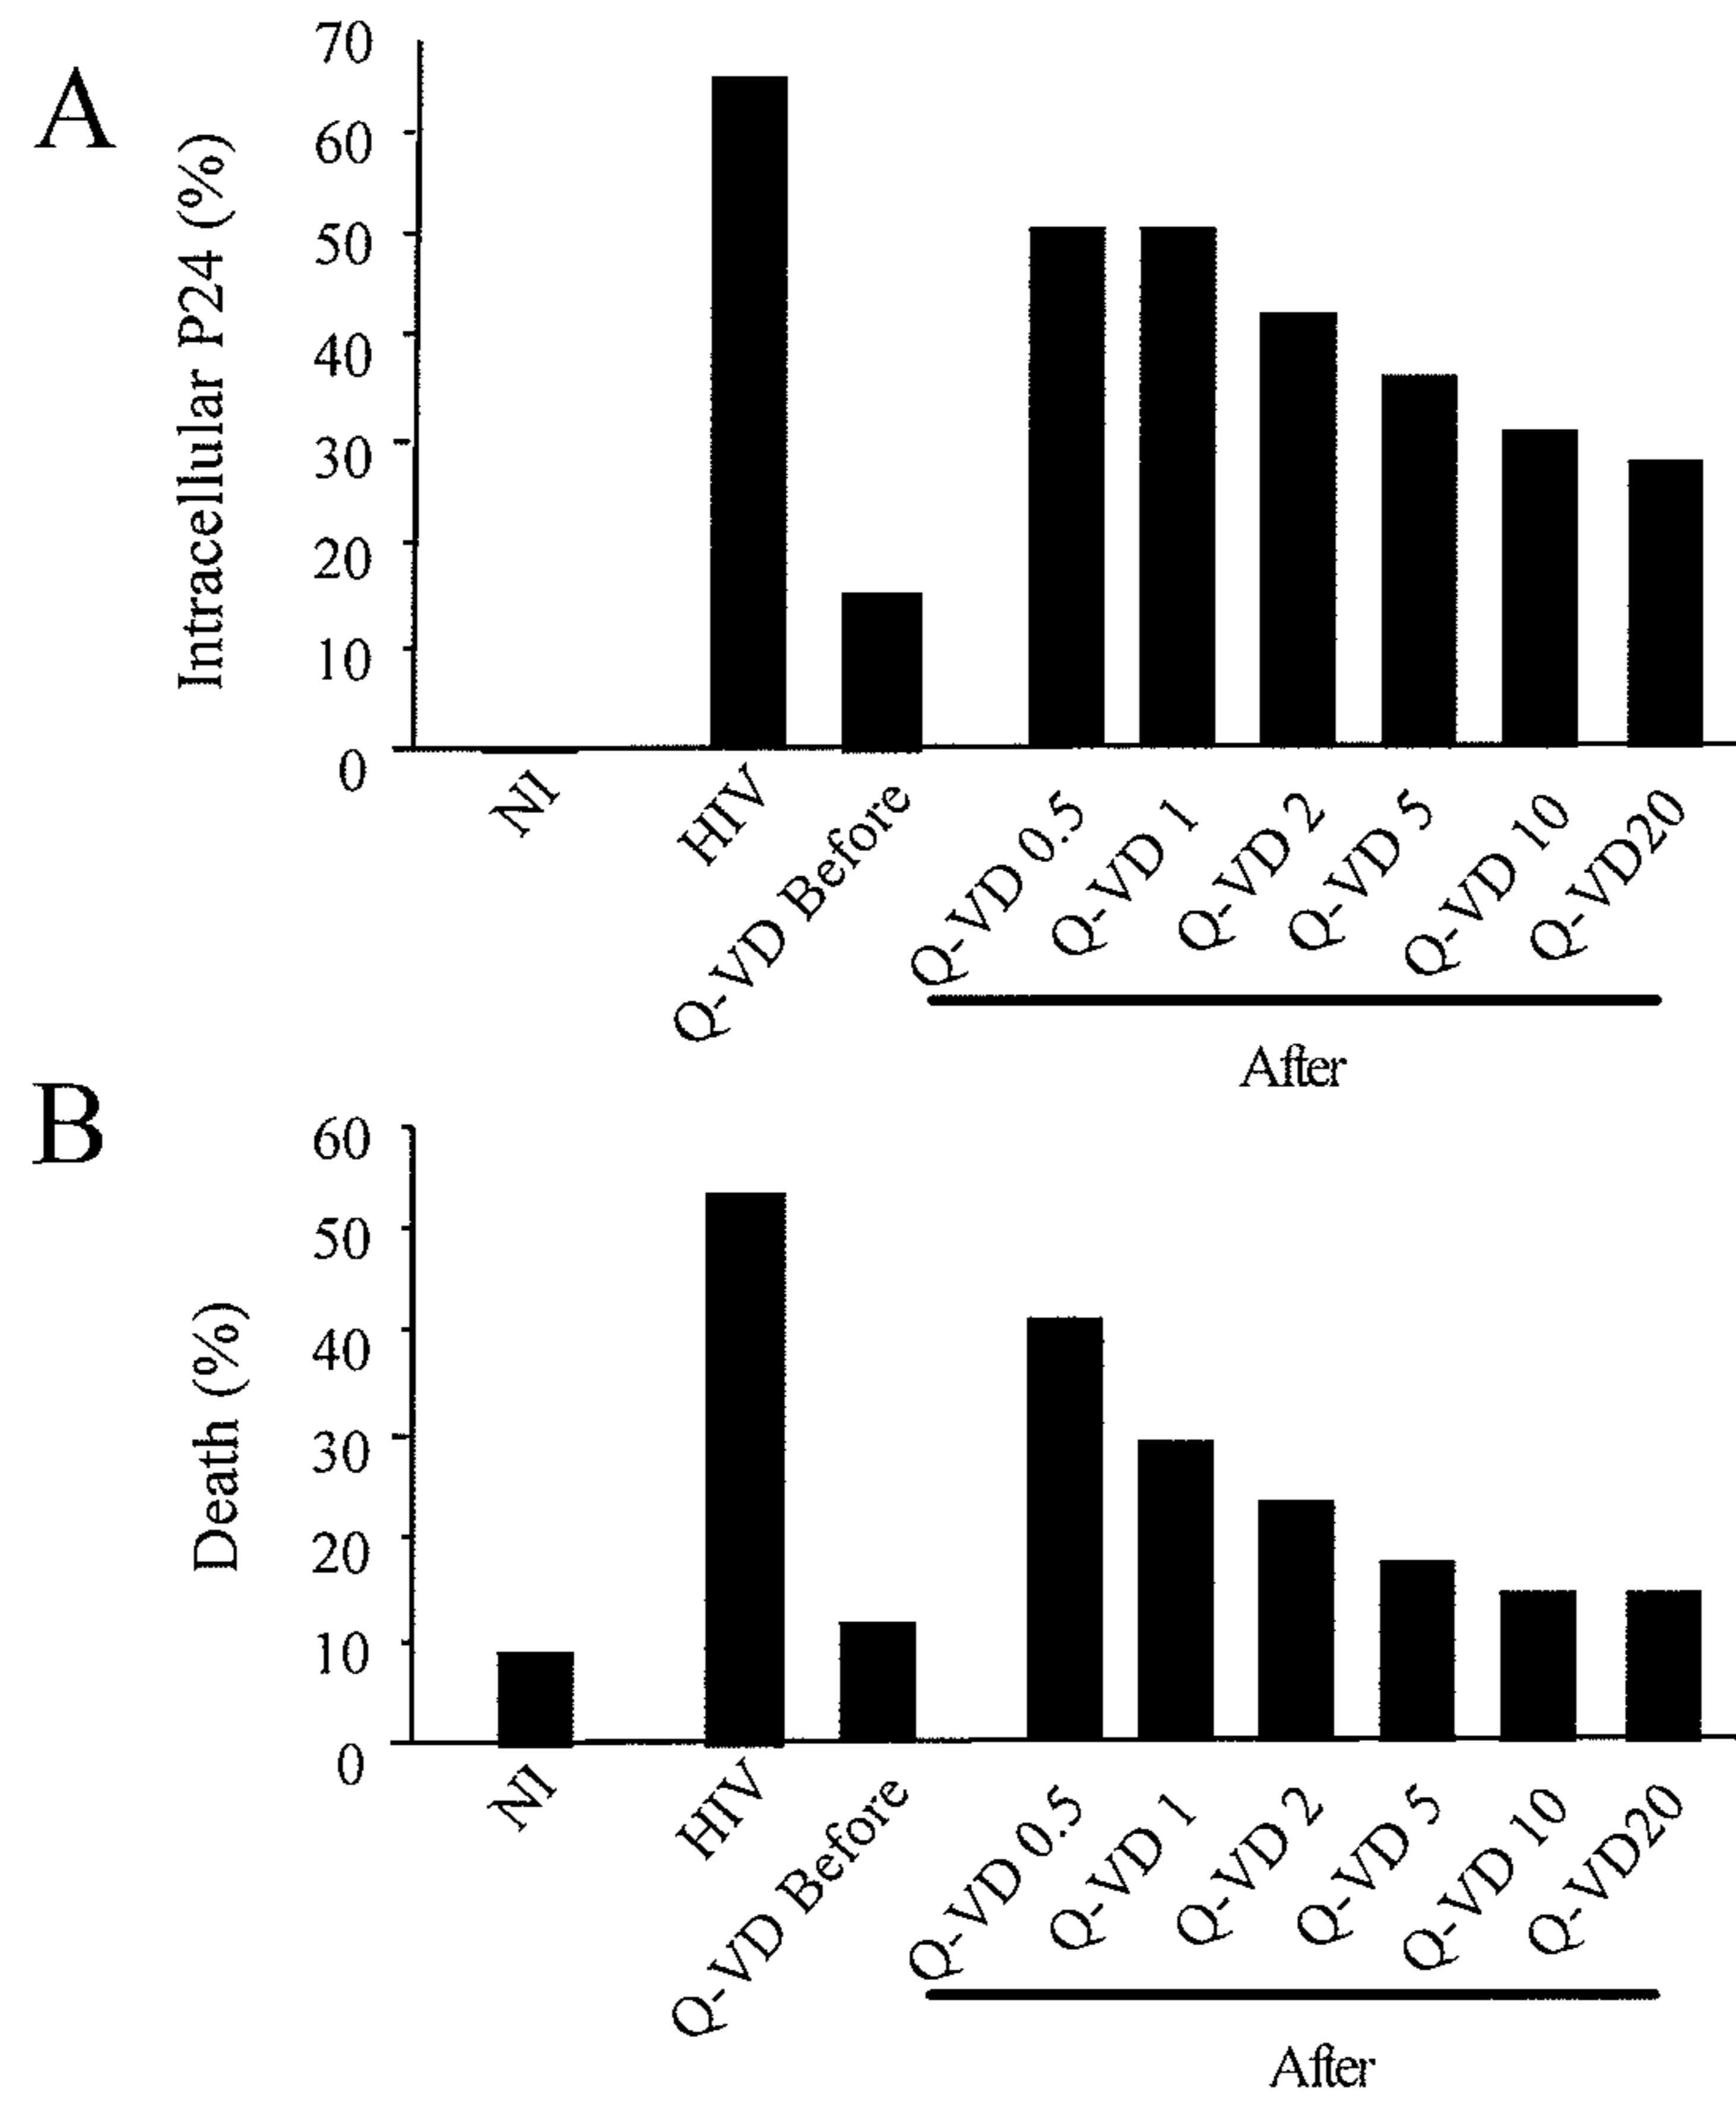 A
Intracellular P24 (%)
70
60
50
40
30
20
10
0
NI
HIV
Q-VD Before
Q-VD 0.5
Q-VD 1
Q-VD 2
Q-VD 5
Q-VD 10
Q-VD20
After
B
Death (%)
60
50
40
30
20
10
0
NI
HIV
Q-VD Before
Q-VD 0.5
Q-VD 1
Q-VD 2
Q-VD 5
Q-VD 10
Q-VD20
After